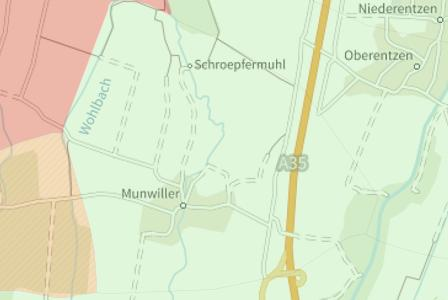 Niederentzen
Oberentzen
Schroepfermuhl
Wohlbach
A35
Munwiller